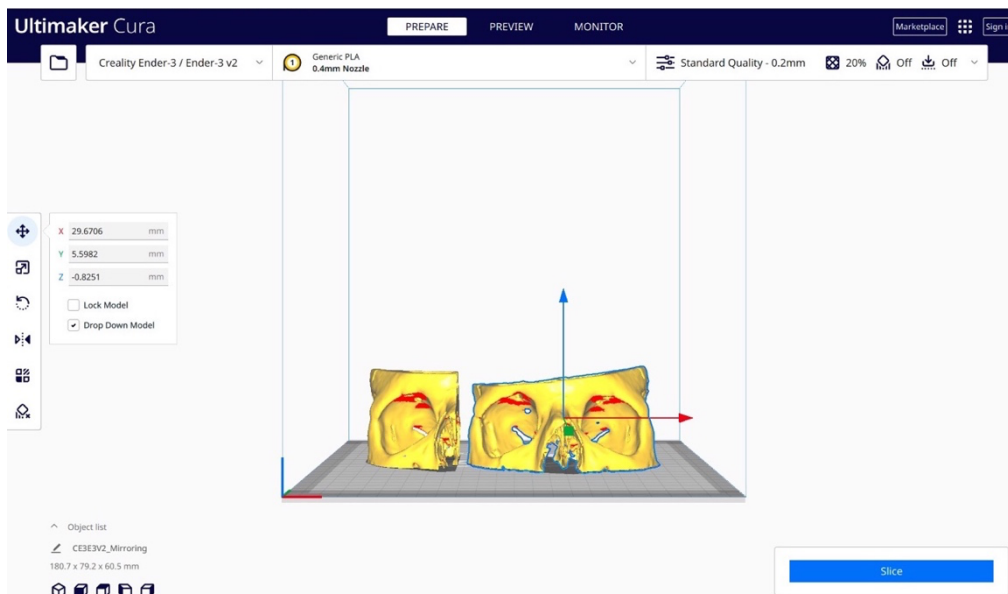 Ultimaker Cura
PREPARE PREVIEW MONITOR
Marketplace
Creality Ender-3 / Ender-3 v2
1
Generic PLA
0.4mm Nozzle
Standard Quality - 0.2mm
20%
Off
Off
X 29.6706 mm
Y 5.5982 mm
Z -0.8251 mm
Lock Model
Drop Down Model
Object list
CE3E3V2_Mirroring
180.7 x 79.2 x 60.5 mm
Slice